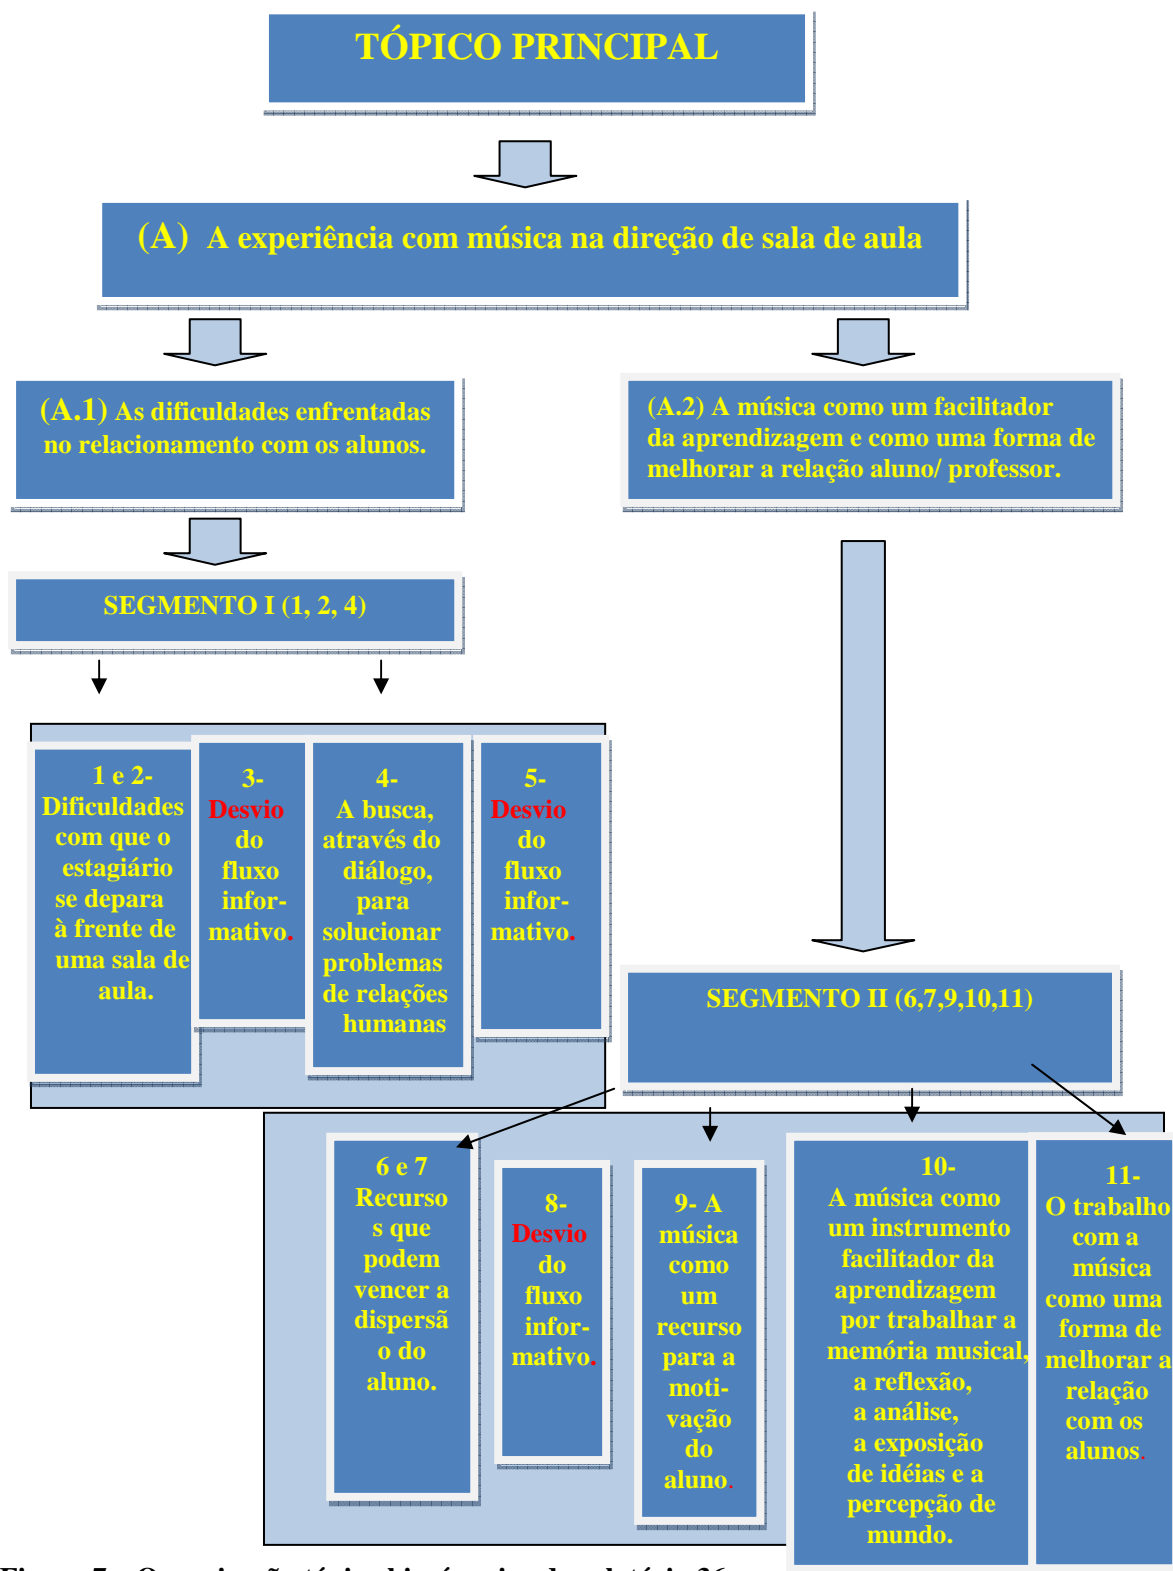 TÓPICO PRINCIPAL
(A) A experiência com música na direção de sala de aula
(A.1) As dificuldades enfrentadas
no relacionamento com os alunos.
(A.2) A música como um facilitador
da aprendizagem e como uma forma de
melhorar a relação aluno/ professor.
SEGMENTO I (1, 2, 4)
1 e 2-
Dificuldades
com que o
estagiário
se depara
à frente de
uma sala de
aula.
3-
Desvio
do
fluxo
infor-
mativo.
4-
A busca,
através do
diálogo,
para
solucionar
problemas
de relações
humanas
5-
Desvio
do
fluxo
infor-
mativo.
SEGMENTO II (6,7,9,10,11)
6 e 7
Recurso
s que
podem
vencer a
dispersã
o do
aluno.
8-
Desvio
do
fluxo
infor-
mativo.
9- A
música
como
um
recurso
para a
moti-
vação
do
aluno.
10-
A música como
um instrumento
facilitador da
aprendizagem
por trabalhar a
memória musical,
a reflexão,
a análise,
a exposição
de idéias e a
percepção de
mundo.
11-
O trabalho
com a
música
como uma
forma de
melhorar a
relação
com os
alunos.